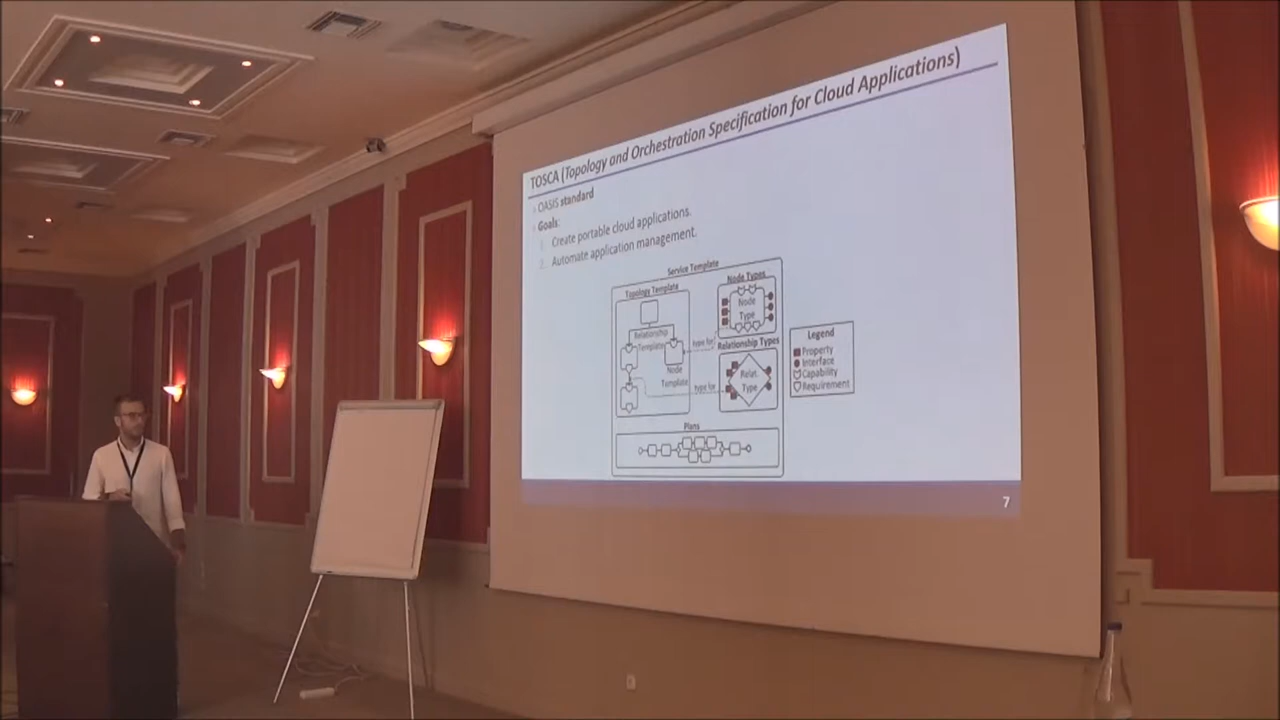 TOSCA (Topology and Orchestration Specification for Cloud Applications)
OASIS standard
Goals:
1. Create portable cloud applications.
2. Automate application management.
Service Template
Topology Template
Relationship
Templates
Node
Template
type for
type for
Node Types
Node
Type
Relationship Types
Relat.
Type
Plans
Legend
Property
Interface
Capability
Requirement
7